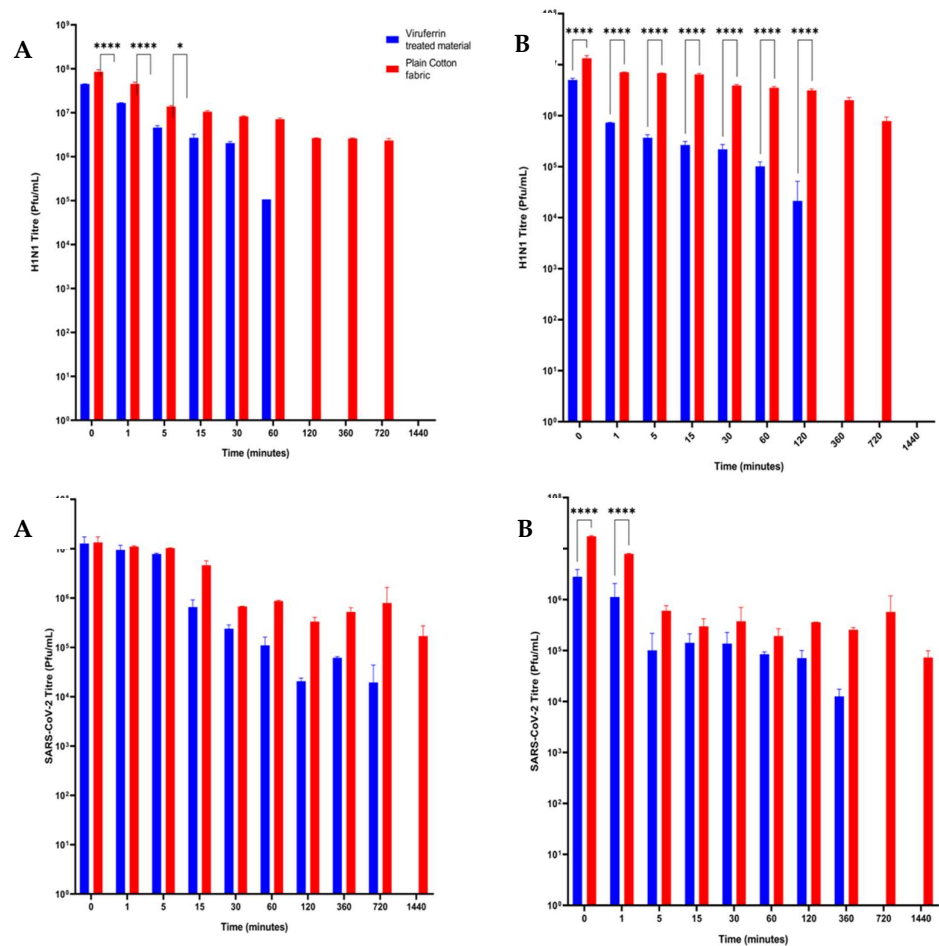 A
**** **** *
Viruferrin
treated material
Plain Cotton
fabric
H1N1 Titre (Pfu/mL)
10⁹
10⁸
10⁷
10⁶
10⁵
10⁴
10³
10²
10¹
10⁰
0 1 5 15 30 60 120 360 720 1440
Time (minutes)
B
**** **** **** **** **** **** ****
H1N1 Titre (Pfu/mL)
10⁶
10⁵
10⁴
10³
10²
10¹
10⁰
0 1 5 15 30 60 120 360 720 1440
Time (minutes)
A
SARS-CoV-2 Titre (Pfu/mL)
10⁶
10⁵
10⁴
10³
10²
10¹
10⁰
0 1 5 15 30 60 120 360 720 1440
Time (minutes)
B
**** ****
SARS-CoV-2 Titre (Pfu/mL)
10⁶
10⁵
10⁴
10³
10²
10¹
10⁰
0 1 5 15 30 60 120 360 720 1440
Time (minutes)